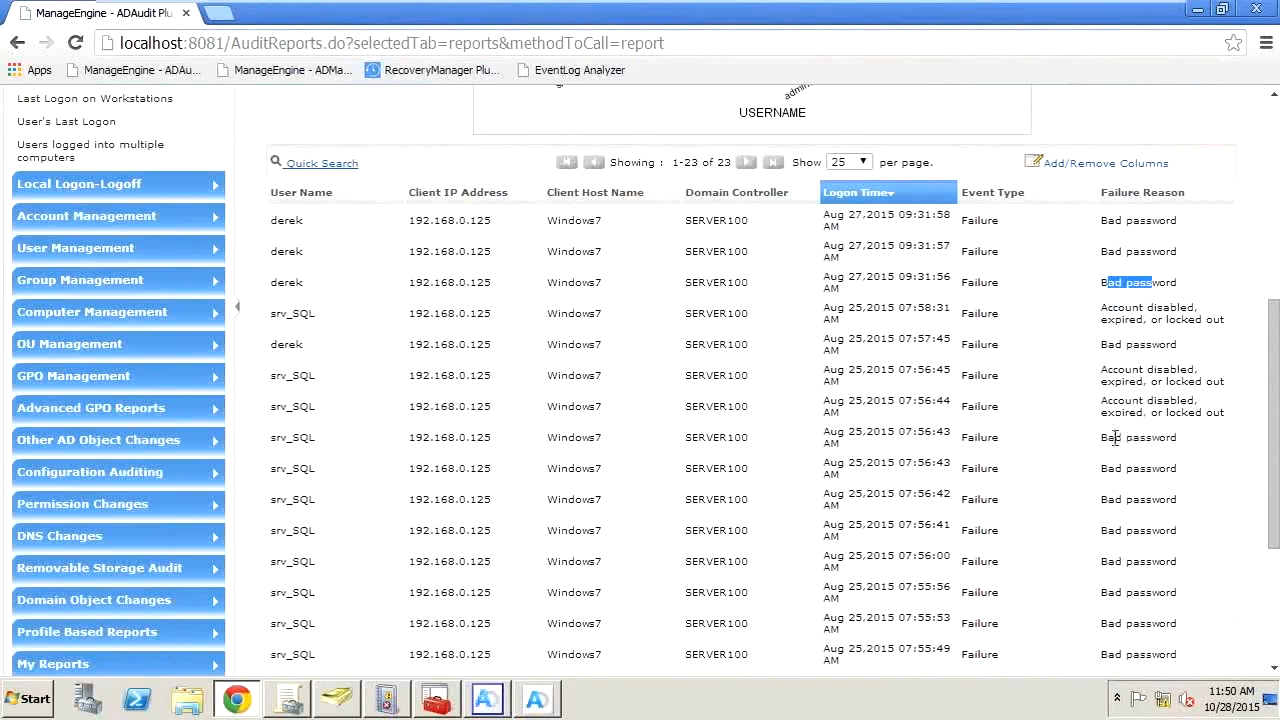 ManageEngine - ADAudit Plu
localhost:8081/AuditReports.do?selectedTab=reports&methodToCall=report
Apps ManageEngine - ADAu... ManageEngine - ADMa... RecoveryManager Plu... EventLog Analyzer
Last Logon on Workstations
User's Last Logon
Users logged into multiple
computers
Local Logon-Logoff
Account Management
User Management
Group Management
Computer Management
OU Management
GPO Management
Advanced GPO Reports
Other AD Object Changes
Configuration Auditing
Permission Changes
DNS Changes
Removable Storage Audit
Domain Object Changes
Profile Based Reports
My Reports
USERNAME
Quick Search Showing : 1-23 of 23 Show 25 per page. Add/Remove Columns
User Name Client IP Address Client Host Name Domain Controller Logon Time Event Type Failure Reason
derek 192.168.0.125 Windows7 SERVER100 Aug 27,2015 09:31:58 AM Failure Bad password
derek 192.168.0.125 Windows7 SERVER100 Aug 27,2015 09:31:57 AM Failure Bad password
derek 192.168.0.125 Windows7 SERVER100 Aug 27,2015 09:31:56 AM Failure Bad password
srv_SQL 192.168.0.125 Windows7 SERVER100 Aug 25,2015 07:58:31 AM Failure Account disabled, expired, or locked out
derek 192.168.0.125 Windows7 SERVER100 Aug 25,2015 07:57:45 AM Failure Bad password
srv_SQL 192.168.0.125 Windows7 SERVER100 Aug 25,2015 07:56:45 AM Failure Account disabled, expired, or locked out
srv_SQL 192.168.0.125 Windows7 SERVER100 Aug 25,2015 07:56:44 AM Failure Account disabled, expired, or locked out
srv_SQL 192.168.0.125 Windows7 SERVER100 Aug 25,2015 07:56:43 AM Failure Bad password
srv_SQL 192.168.0.125 Windows7 SERVER100 Aug 25,2015 07:56:43 AM Failure Bad password
srv_SQL 192.168.0.125 Windows7 SERVER100 Aug 25,2015 07:56:42 AM Failure Bad password
srv_SQL 192.168.0.125 Windows7 SERVER100 Aug 25,2015 07:56:41 AM Failure Bad password
srv_SQL 192.168.0.125 Windows7 SERVER100 Aug 25,2015 07:56:00 AM Failure Bad password
srv_SQL 192.168.0.125 Windows7 SERVER100 Aug 25,2015 07:55:56 AM Failure Bad password
srv_SQL 192.168.0.125 Windows7 SERVER100 Aug 25,2015 07:55:53 AM Failure Bad password
srv_SQL 192.168.0.125 Windows7 SERVER100 Aug 25,2015 07:55:49 AM Failure Bad password
Start
11:50 AM
10/28/2015